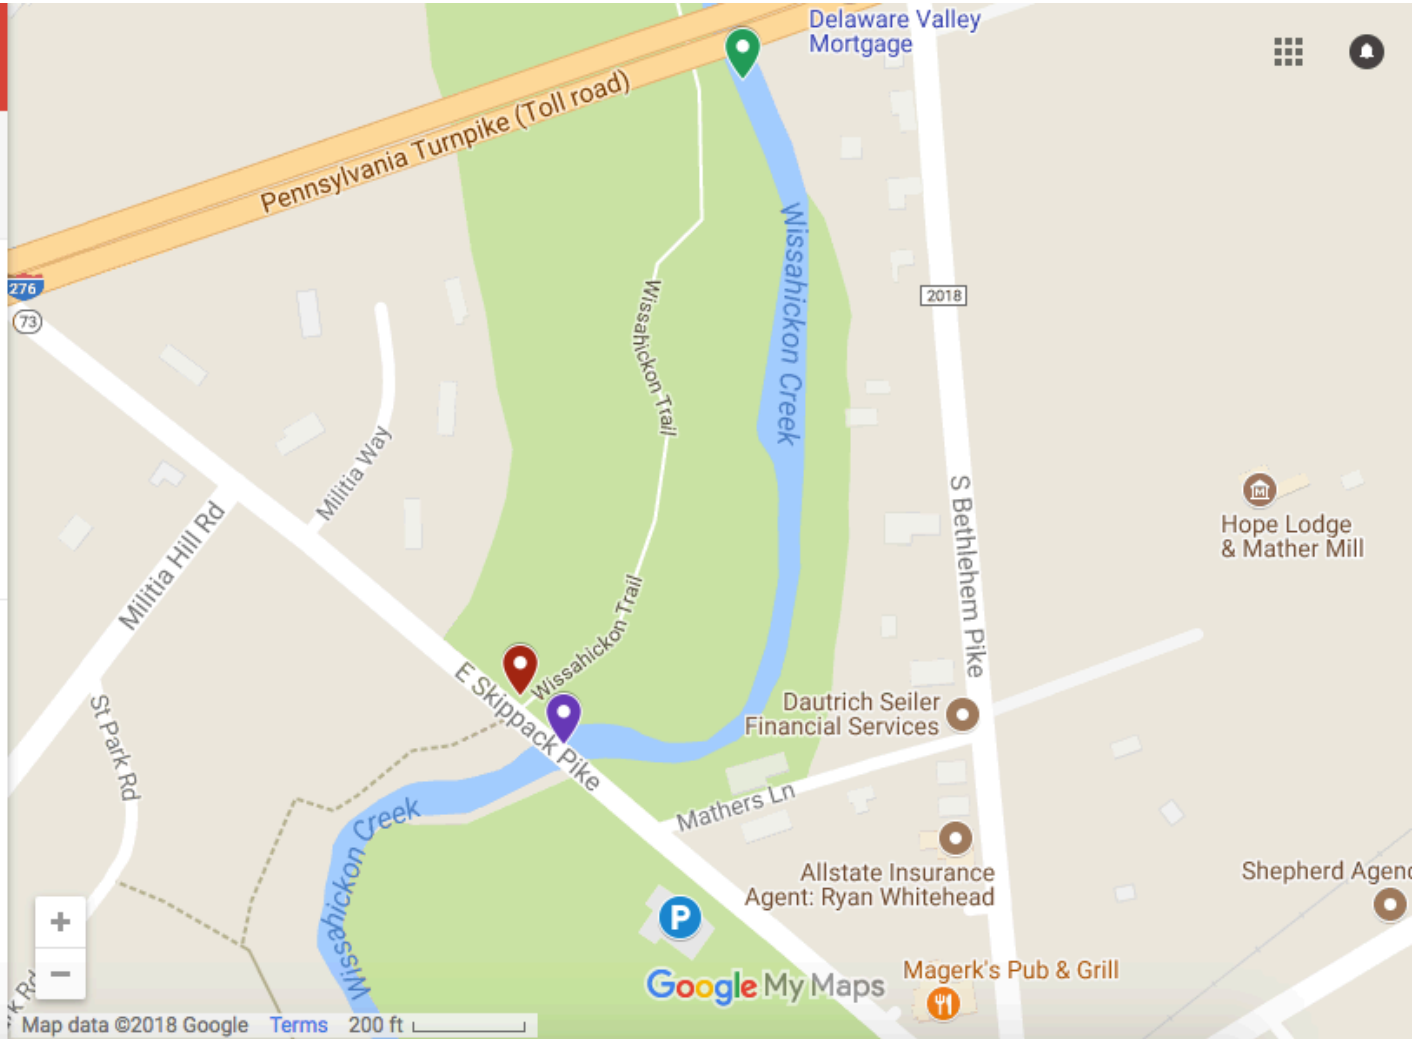 Delaware Valley
Mortgage
Pennsylvania Turnpike (Toll road)
Wissahickon Creek
276
73
Wissahickon Trail
2018
Militia Way
S Bethlehem Pike
Hope Lodge
& Mather Mill
Militia Hill Rd
Wissahickon Trail
E Skippack Pike
St Park Rd
Dautrich Seiler
Financial Services
Mathers Ln
Wissahickon Creek
Allstate Insurance
Agent: Ryan Whitehead
Shepherd Agenc
P
+
−
Rd
Google My Maps
Magerk's Pub & Grill
Map data ©2018 Google Terms 200 ft